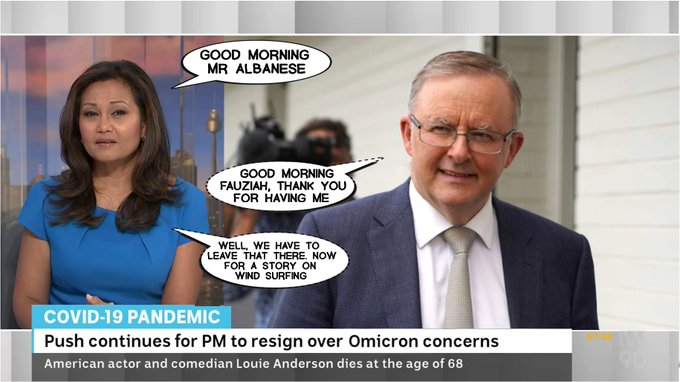 GOOD MORNING
MR ALBANESE
GOOD MORNING
FAUZIAH, THANK YOU
FOR HAVING ME
WELL, WE HAVE TO
LEAVE THAT THERE. NOW
FOR A STORY ON
WIND SURFING
COVID-19 PANDEMIC
Push continues for PM to resign over Omicron concerns
American actor and comedian Louie Anderson dies at the age of 68